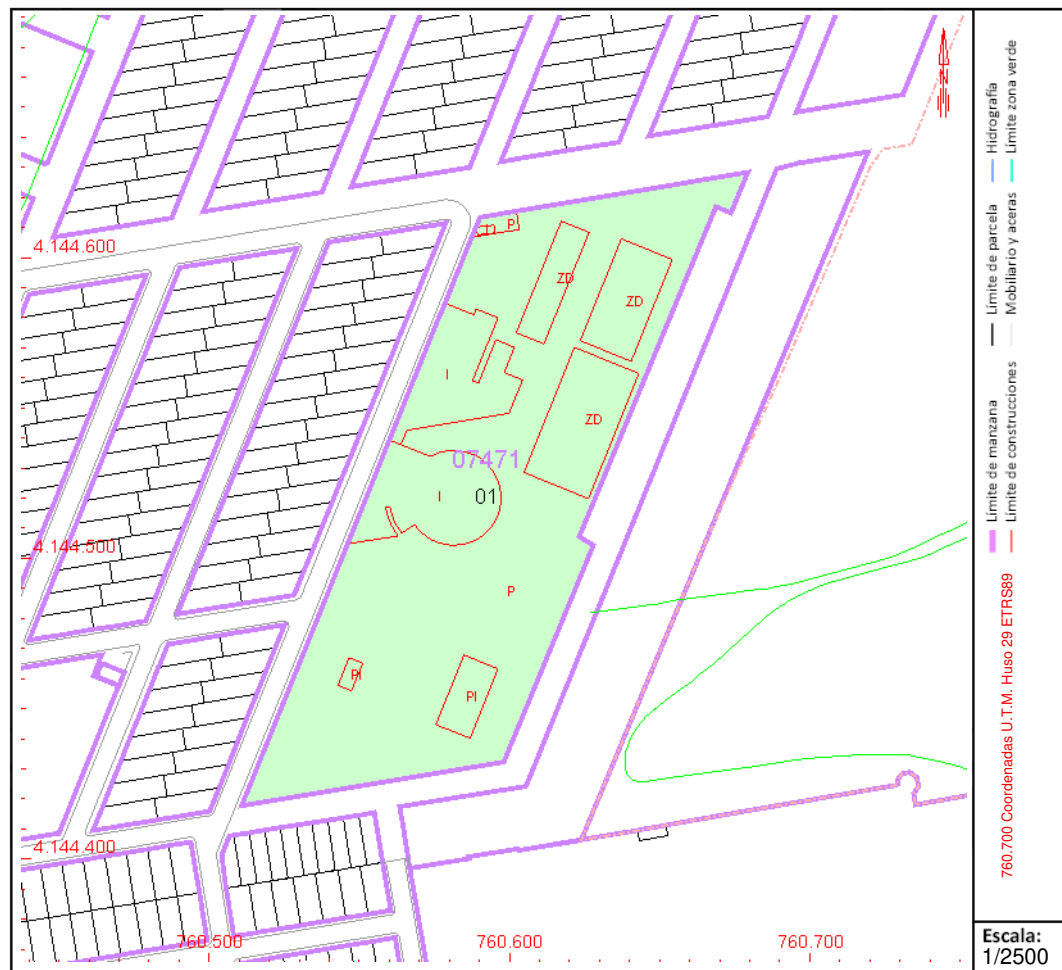 4.144.600
4.144.500
4.144.400
760.500
760.600
760.700
P
ZD
ZD
I
ZD
07471
I
01
P
PI
PI
N
Hidrografía
Límite zona verde
Límite de parcela
Mobiliario y aceras
Límite de manzana
Límite de construcciones
760.700 Coordenadas U.T.M. Huso 29 ETRS89
Escala:
1/2500